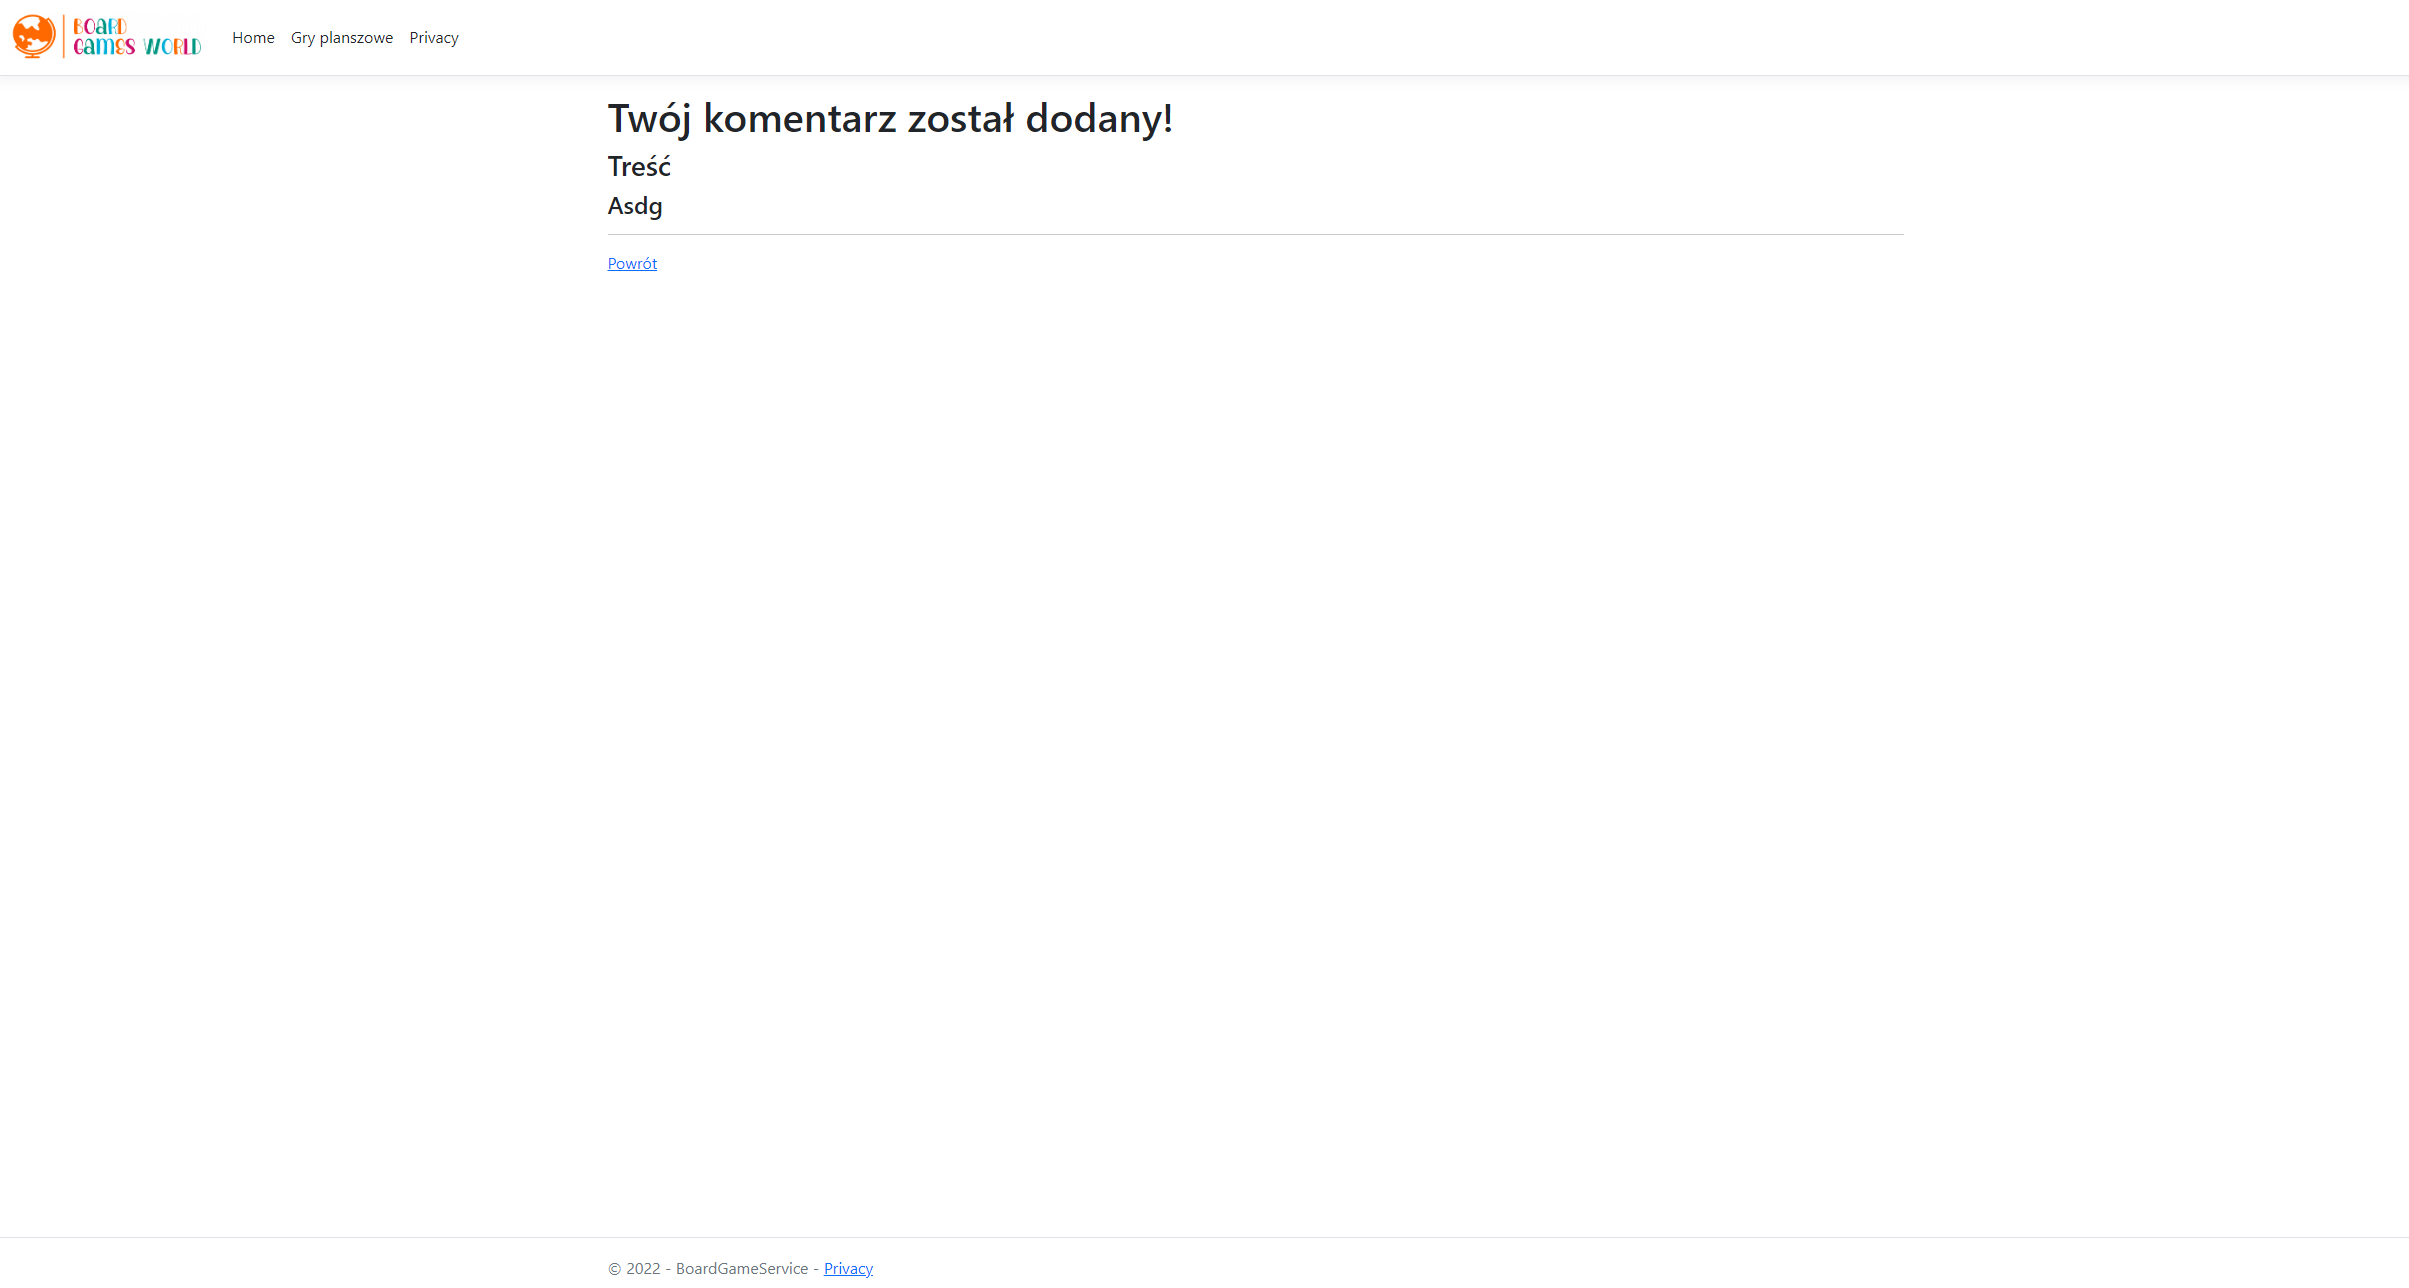 BOARD
GAMES WORLD
Home Gry planszowe Privacy
Twój komentarz został dodany!
Treść
Asdg
Powrót
© 2022 - BoardGameService - Privacy